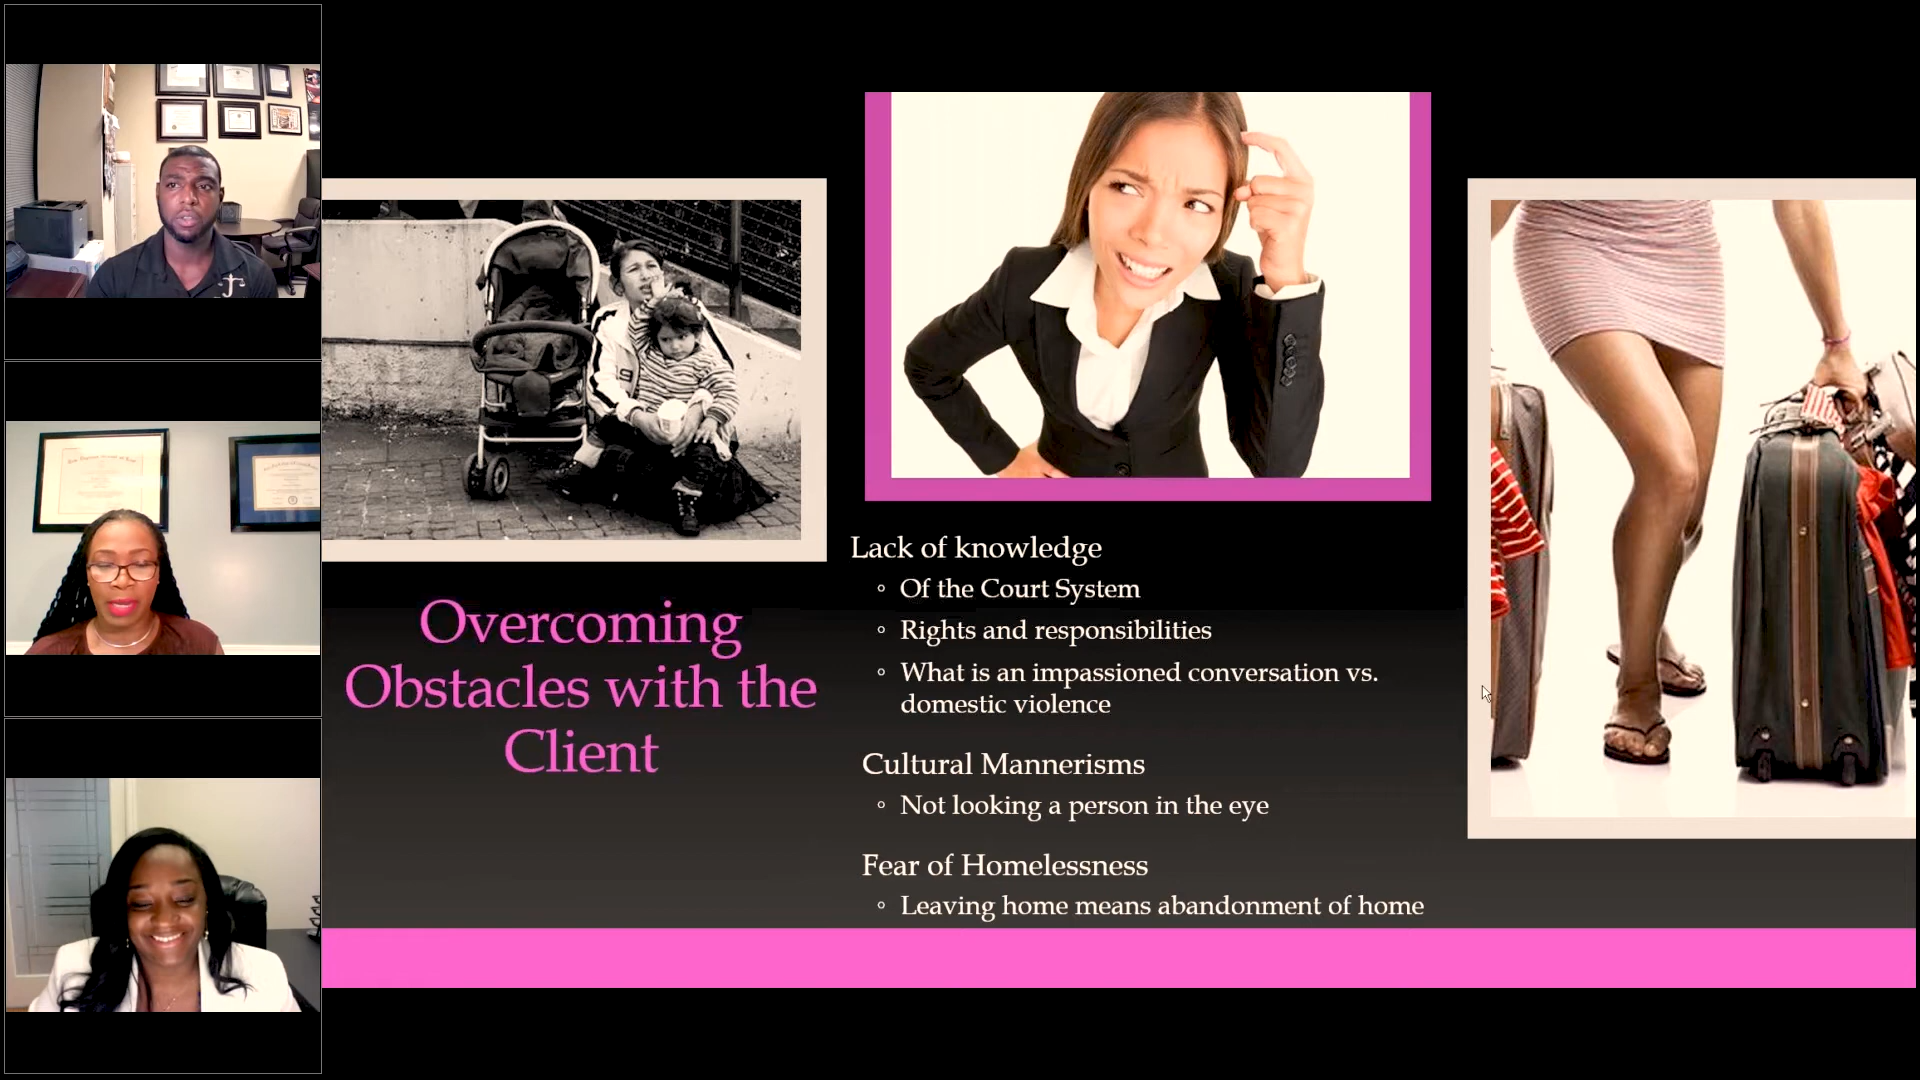 Overcoming
Obstacles with the
Client
Lack of knowledge
◦ Of the Court System
◦ Rights and responsibilities
◦ What is an impassioned conversation vs.
domestic violence
Cultural Mannerisms
◦ Not looking a person in the eye
Fear of Homelessness
◦ Leaving home means abandonment of home